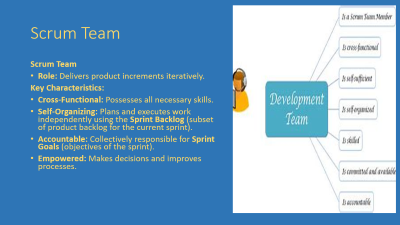 Scrum Team
Scrum Team
• Role: Delivers product increments iteratively.
Key Characteristics:
• Cross-Functional: Possesses all necessary skills.
• Self-Organizing: Plans and executes work
independently using the Sprint Backlog (subset
of product backlog for the current sprint).
• Accountable: Collectively responsible for Sprint
Goals (objectives of the sprint).
• Empowered: Makes decisions and improves
processes.
Development
Team
Is a Scrum Team Member
Is cross-functional
Is self-sufficient
Is self-organized
Is skilled
Is committed and available
Is accountable